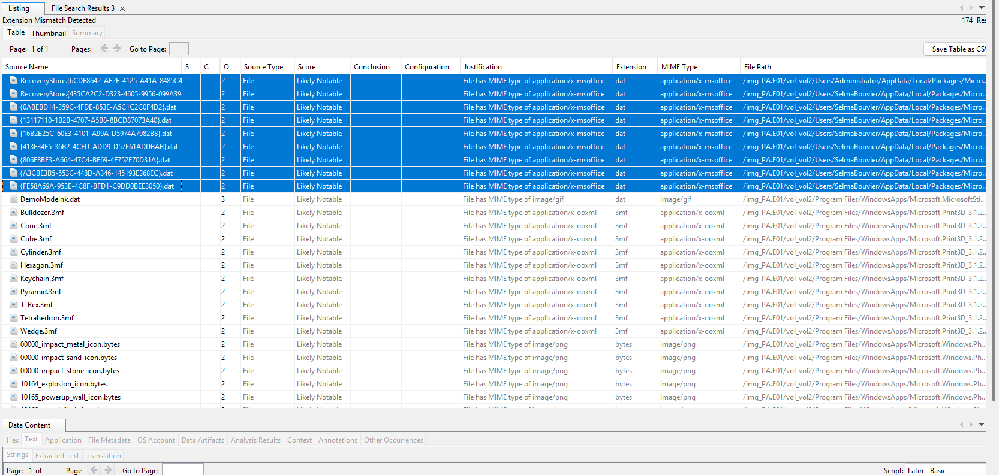 Listing File Search Results 3
Extension Mismatch Detected 174 Res
Table Thumbnail Summary
Page: 1 of 1 Pages: Go to Page: Save Table as CSV
Source Name S C O Source Type Score Conclusion Configuration Justification Extension MIME Type File Path
RecoveryStore.{6CDF8642-AE2F-4125-A41A-8485C4 2 File Likely Notable File has MIME type of application/x-msoffice dat application/x-msoffice /img_PA.E01/vol_vol2/Users/Administrator/AppData/Local/Packages/Micro...
RecoveryStore.{435CA2C2-D323-4605-9956-099A394 2 File Likely Notable File has MIME type of application/x-msoffice dat application/x-msoffice /img_PA.E01/vol_vol2/Users/SelmaBouvier/AppData/Local/Packages/Micro...
{0ABEBD14-359C-4FDE-853E-A5C1C2C0F4D2}.dat 2 File Likely Notable File has MIME type of application/x-msoffice dat application/x-msoffice /img_PA.E01/vol_vol2/Users/SelmaBouvier/AppData/Local/Packages/Micro...
{13117110-1B2B-4707-A5B8-8BCD87073A40}.dat 2 File Likely Notable File has MIME type of application/x-msoffice dat application/x-msoffice /img_PA.E01/vol_vol2/Users/SelmaBouvier/AppData/Local/Packages/Micro...
{16B2B25C-60E3-4101-A99A-D5974A7982B8}.dat 2 File Likely Notable File has MIME type of application/x-msoffice dat application/x-msoffice /img_PA.E01/vol_vol2/Users/SelmaBouvier/AppData/Local/Packages/Micro...
{413E34F5-36B2-4CFD-ADD9-D57E61ADDBAB}.dat 2 File Likely Notable File has MIME type of application/x-msoffice dat application/x-msoffice /img_PA.E01/vol_vol2/Users/SelmaBouvier/AppData/Local/Packages/Micro...
{806F8BE3-A664-47C4-BF69-4F752E70D31A}.dat 2 File Likely Notable File has MIME type of application/x-msoffice dat application/x-msoffice /img_PA.E01/vol_vol2/Users/SelmaBouvier/AppData/Local/Packages/Micro...
{A3CBE3B5-553C-448D-A346-145193E368EC}.dat 2 File Likely Notable File has MIME type of application/x-msoffice dat application/x-msoffice /img_PA.E01/vol_vol2/Users/SelmaBouvier/AppData/Local/Packages/Micro...
{FE58A69A-953E-4C8F-BFD1-C9DD0BEE3050}.dat 2 File Likely Notable File has MIME type of application/x-msoffice dat application/x-msoffice /img_PA.E01/vol_vol2/Users/SelmaBouvier/AppData/Local/Packages/Micro...
DemoModeInk.dat 3 File Likely Notable File has MIME type of image/gif dat image/gif /img_PA.E01/vol_vol2/Program Files/WindowsApps/Microsoft.MicrosoftSti...
Bulldozer.3mf 2 File Likely Notable File has MIME type of application/x-ooxml 3mf application/x-ooxml /img_PA.E01/vol_vol2/Program Files/WindowsApps/Microsoft.Print3D_3.1.2...
Cone.3mf 2 File Likely Notable File has MIME type of application/x-ooxml 3mf application/x-ooxml /img_PA.E01/vol_vol2/Program Files/WindowsApps/Microsoft.Print3D_3.1.2...
Cube.3mf 2 File Likely Notable File has MIME type of application/x-ooxml 3mf application/x-ooxml /img_PA.E01/vol_vol2/Program Files/WindowsApps/Microsoft.Print3D_3.1.2...
Cylinder.3mf 2 File Likely Notable File has MIME type of application/x-ooxml 3mf application/x-ooxml /img_PA.E01/vol_vol2/Program Files/WindowsApps/Microsoft.Print3D_3.1.2...
Hexagon.3mf 2 File Likely Notable File has MIME type of application/x-ooxml 3mf application/x-ooxml /img_PA.E01/vol_vol2/Program Files/WindowsApps/Microsoft.Print3D_3.1.2...
Keychain.3mf 2 File Likely Notable File has MIME type of application/x-ooxml 3mf application/x-ooxml /img_PA.E01/vol_vol2/Program Files/WindowsApps/Microsoft.Print3D_3.1.2...
Pyramid.3mf 2 File Likely Notable File has MIME type of application/x-ooxml 3mf application/x-ooxml /img_PA.E01/vol_vol2/Program Files/WindowsApps/Microsoft.Print3D_3.1.2...
T-Rex.3mf 2 File Likely Notable File has MIME type of application/x-ooxml 3mf application/x-ooxml /img_PA.E01/vol_vol2/Program Files/WindowsApps/Microsoft.Print3D_3.1.2...
Tetrahedron.3mf 2 File Likely Notable File has MIME type of application/x-ooxml 3mf application/x-ooxml /img_PA.E01/vol_vol2/Program Files/WindowsApps/Microsoft.Print3D_3.1.2...
Wedge.3mf 2 File Likely Notable File has MIME type of application/x-ooxml 3mf application/x-ooxml /img_PA.E01/vol_vol2/Program Files/WindowsApps/Microsoft.Print3D_3.1.2...
00000_impact_metal_icon.bytes 2 File Likely Notable File has MIME type of image/png bytes image/png /img_PA.E01/vol_vol2/Program Files/WindowsApps/Microsoft.Windows.Ph...
00000_impact_sand_icon.bytes 2 File Likely Notable File has MIME type of image/png bytes image/png /img_PA.E01/vol_vol2/Program Files/WindowsApps/Microsoft.Windows.Ph...
00000_impact_stone_icon.bytes 2 File Likely Notable File has MIME type of image/png bytes image/png /img_PA.E01/vol_vol2/Program Files/WindowsApps/Microsoft.Windows.Ph...
10164_explosion_icon.bytes 2 File Likely Notable File has MIME type of image/png bytes image/png /img_PA.E01/vol_vol2/Program Files/WindowsApps/Microsoft.Windows.Ph...
10165_powerup_wall_icon.bytes 2 File Likely Notable File has MIME type of image/png bytes image/png /img_PA.E01/vol_vol2/Program Files/WindowsApps/Microsoft.Windows.Ph...
Data Content
Hex Text Application File Metadata OS Account Data Artifacts Analysis Results Context Annotations Other Occurrences
Strings Extracted Text Translation
Page: 1 of Page Go to Page: Script: Latin - Basic